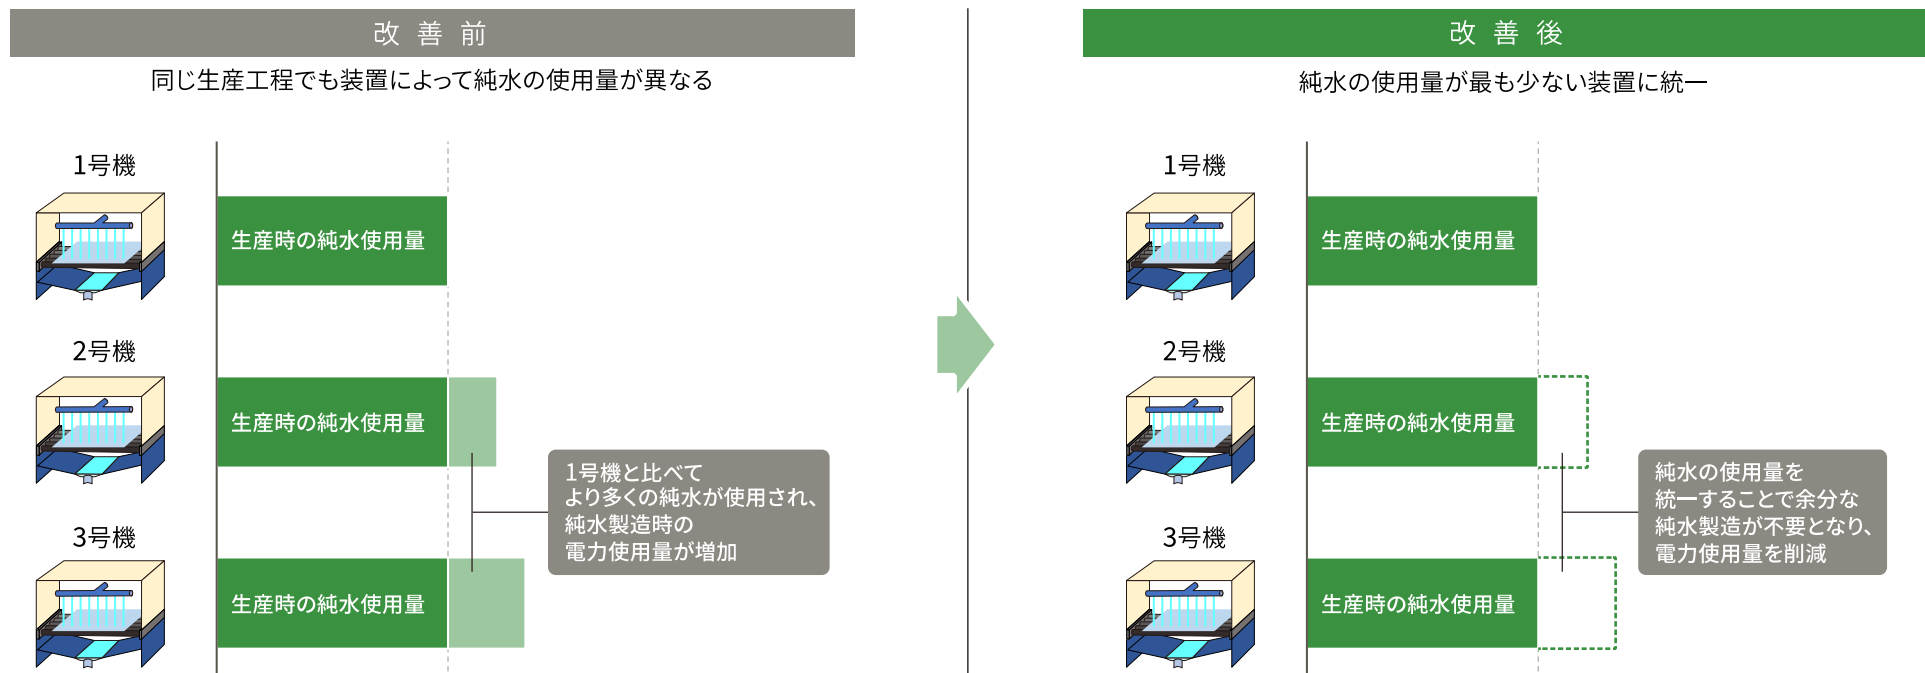 改善前
同じ生産工程でも装置によって純水の使用量が異なる
1号機
生産時の純水使用量
2号機
生産時の純水使用量
1号機と比べて
より多くの純水が使用され、
純水製造時の
電力使用量が増加
3号機
生産時の純水使用量
改善後
純水の使用量が最も少ない装置に統一
1号機
生産時の純水使用量
2号機
生産時の純水使用量
純水の使用量を
統一することで余分な
純水製造が不要となり、
電力使用量を削減
3号機
生産時の純水使用量